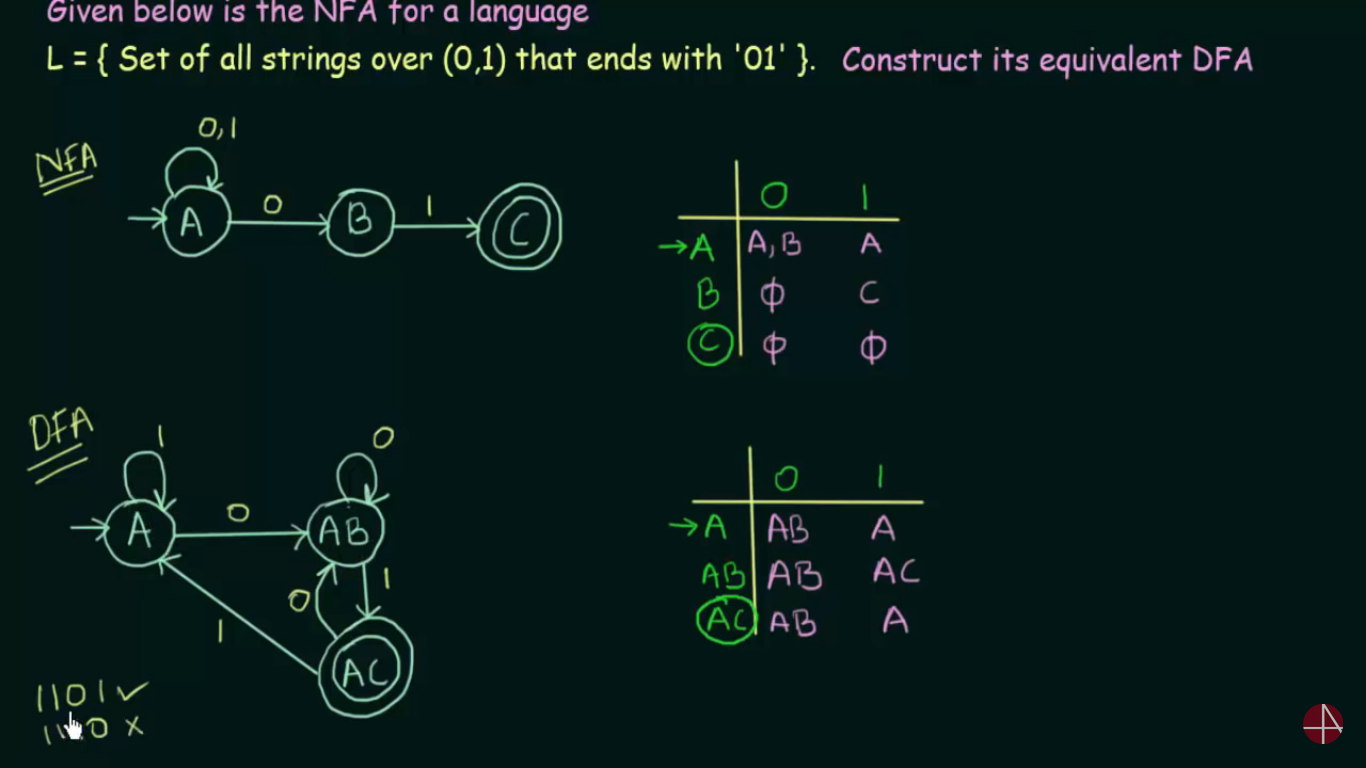 Given below is the NFA for a language
L = { Set of all strings over (0,1) that ends with '01' }. Construct its equivalent DFA
NFA
0,1
A 0 B 1 C
0 1
→A A,B A
B Φ C
C Φ Φ
DFA
1 0
A 0 AB
0 1
1
AC
0 1
→A AB A
AB AB AC
AC AB A
1101 ✓